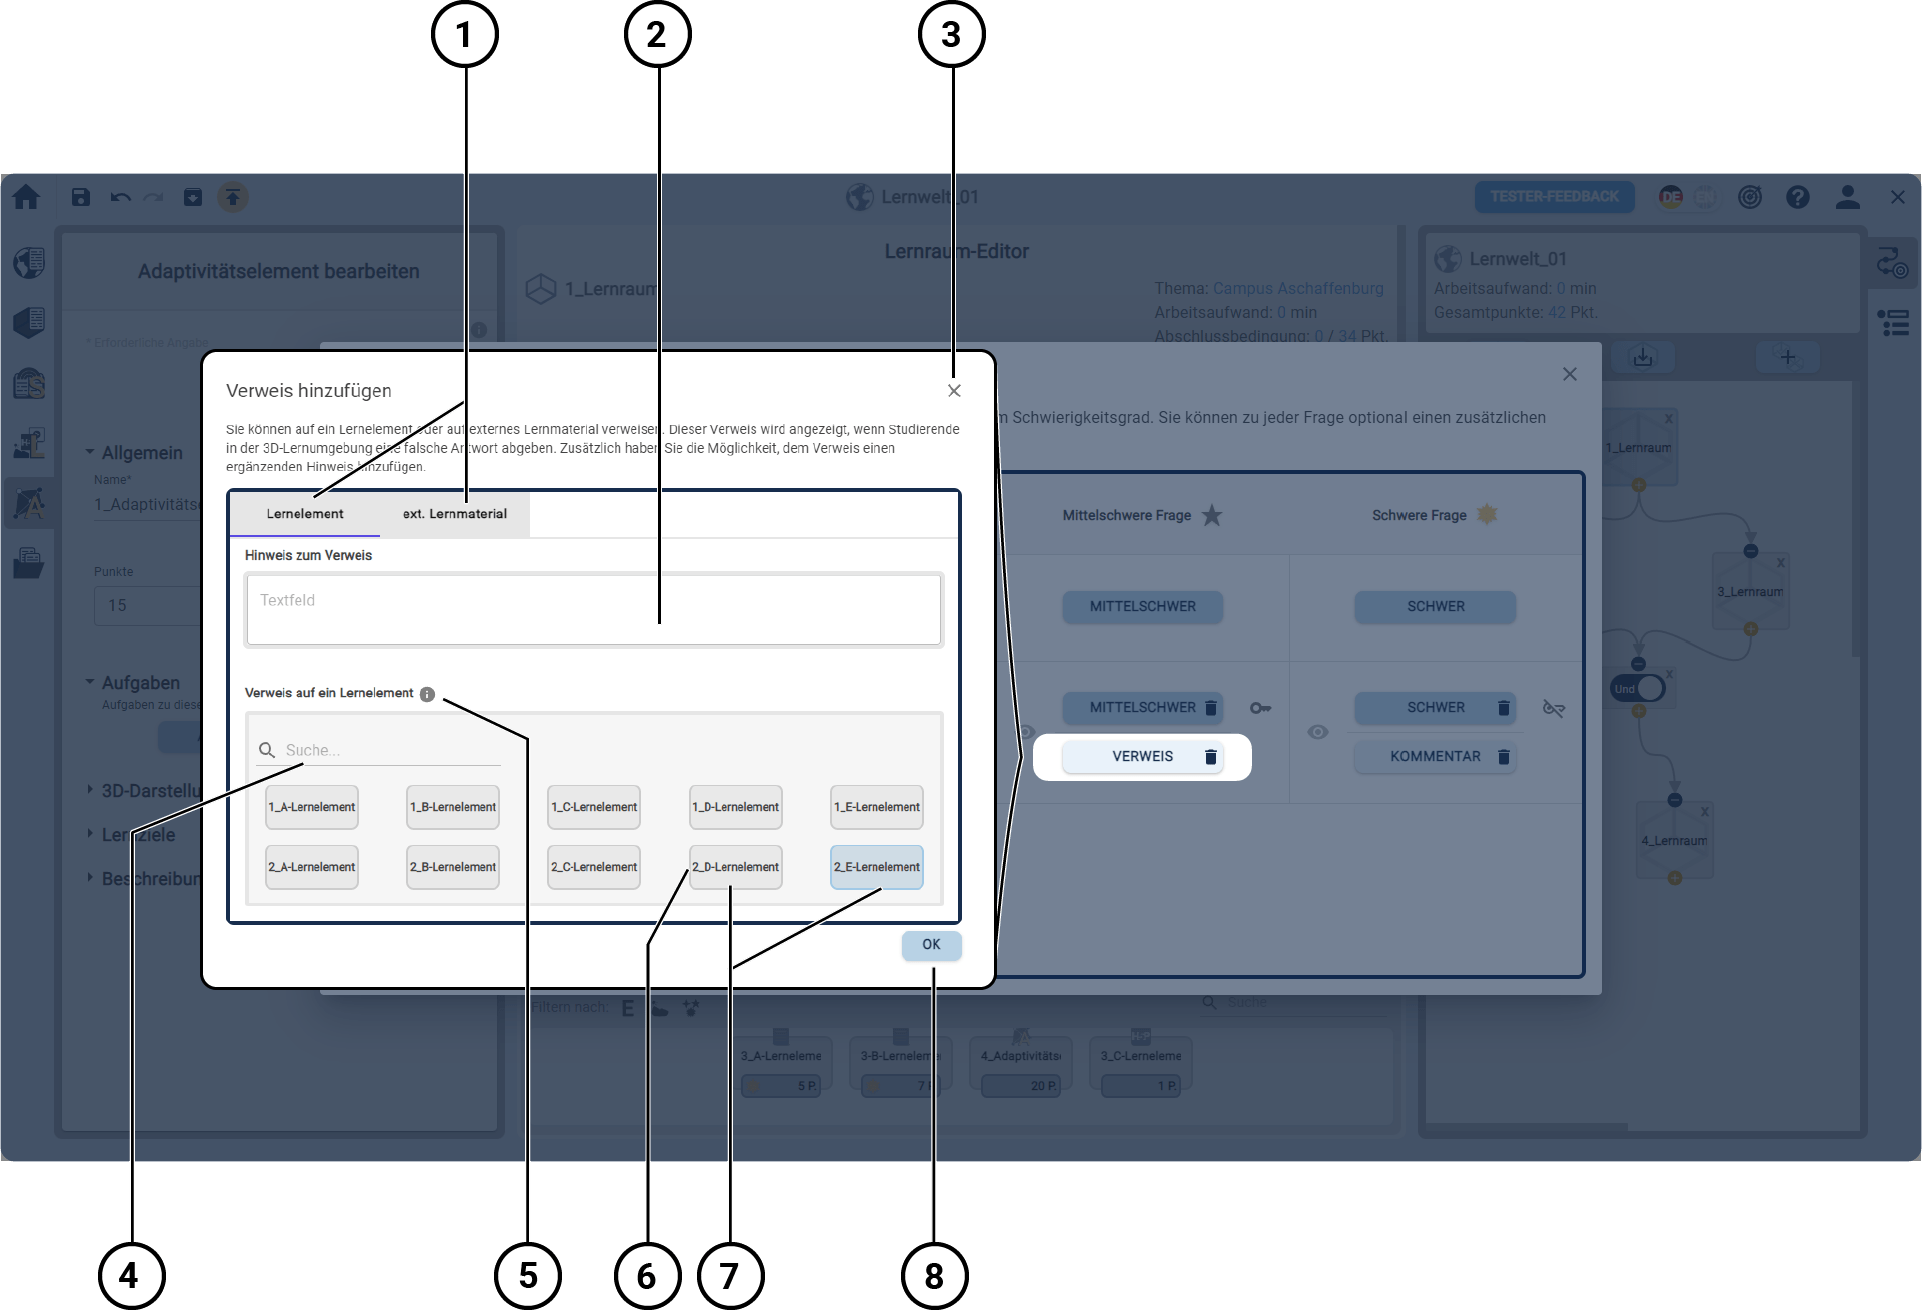 1
2
3
Lernwelt_01
TESTER-FEEDBACK
DE
EN
Adaptivitätselement bearbeiten
* Erforderliche Angabe
Allgemein
Name*
1_Adaptivitätse
Punkte
15
Aufgaben
Aufgaben zu diese
3D-Darstellu
Lernziele
Beschreibun
Lernraum-Editor
1_Lernraum
Thema: Campus Aschaffenburg
Arbeitsaufwand: 0 min
Abschlussbedingung: 0 / 34 Pkt.
Lernwelt_01
Arbeitsaufwand: 0 min
Gesamtpunkte: 42 Pkt.
Verweis hinzufügen
Sie können auf ein Lernelement oder auf externes Lernmaterial verweisen. Dieser Verweis wird angezeigt, wenn Studierende
in der 3D-Lernumgebung eine falsche Antwort abgeben. Zusätzlich haben Sie die Möglichkeit, dem Verweis einen
ergänzenden Hinweis hinzufügen.
Lernelement
ext. Lernmaterial
Hinweis zum Verweis
Textfeld
Verweis auf ein Lernelement
Suche...
1_A-Lernelement
1_B-Lernelement
1_C-Lernelement
1_D-Lernelement
1_E-Lernelement
2_A-Lernelement
2_B-Lernelement
2_C-Lernelement
2_D-Lernelement
2_E-Lernelement
OK
m Schwierigkeitsgrad. Sie können zu jeder Frage optional einen zusätzlichen
Mittelschwere Frage
Schwere Frage
MITTELSCHWER
SCHWER
MITTELSCHWER
SCHWER
VERWEIS
KOMMENTAR
1_Lernraum
X
3_Lernraum
X
Und
X
4_Lernraum
X
Filtern nach:
E
Suche
3_A-Lerneleme
5 P.
3-B-Lerneleme
7 P.
4_Adaptivitäts
20 P.
H-P
3_C-Lerneleme
1 P.
4
5
6
7
8